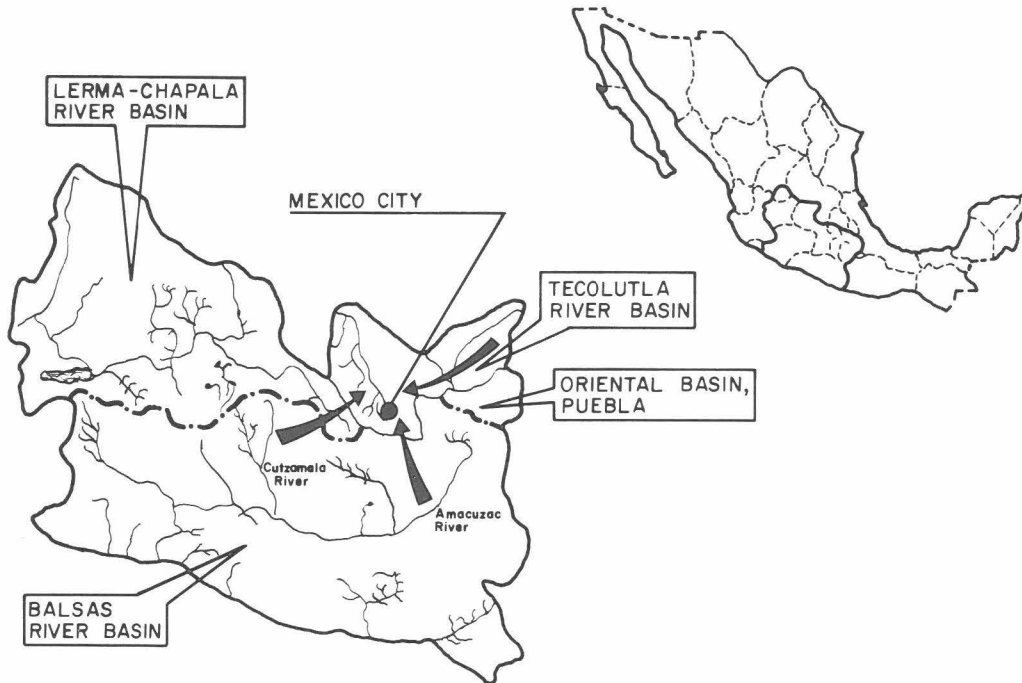 LERMA-CHAPALA
RIVER BASIN
MEXICO CITY
TECOLUTLA
RIVER BASIN
ORIENTAL BASIN,
PUEBLA
Cutzamala
River
Amacuzac
River
BALSAS
RIVER BASIN